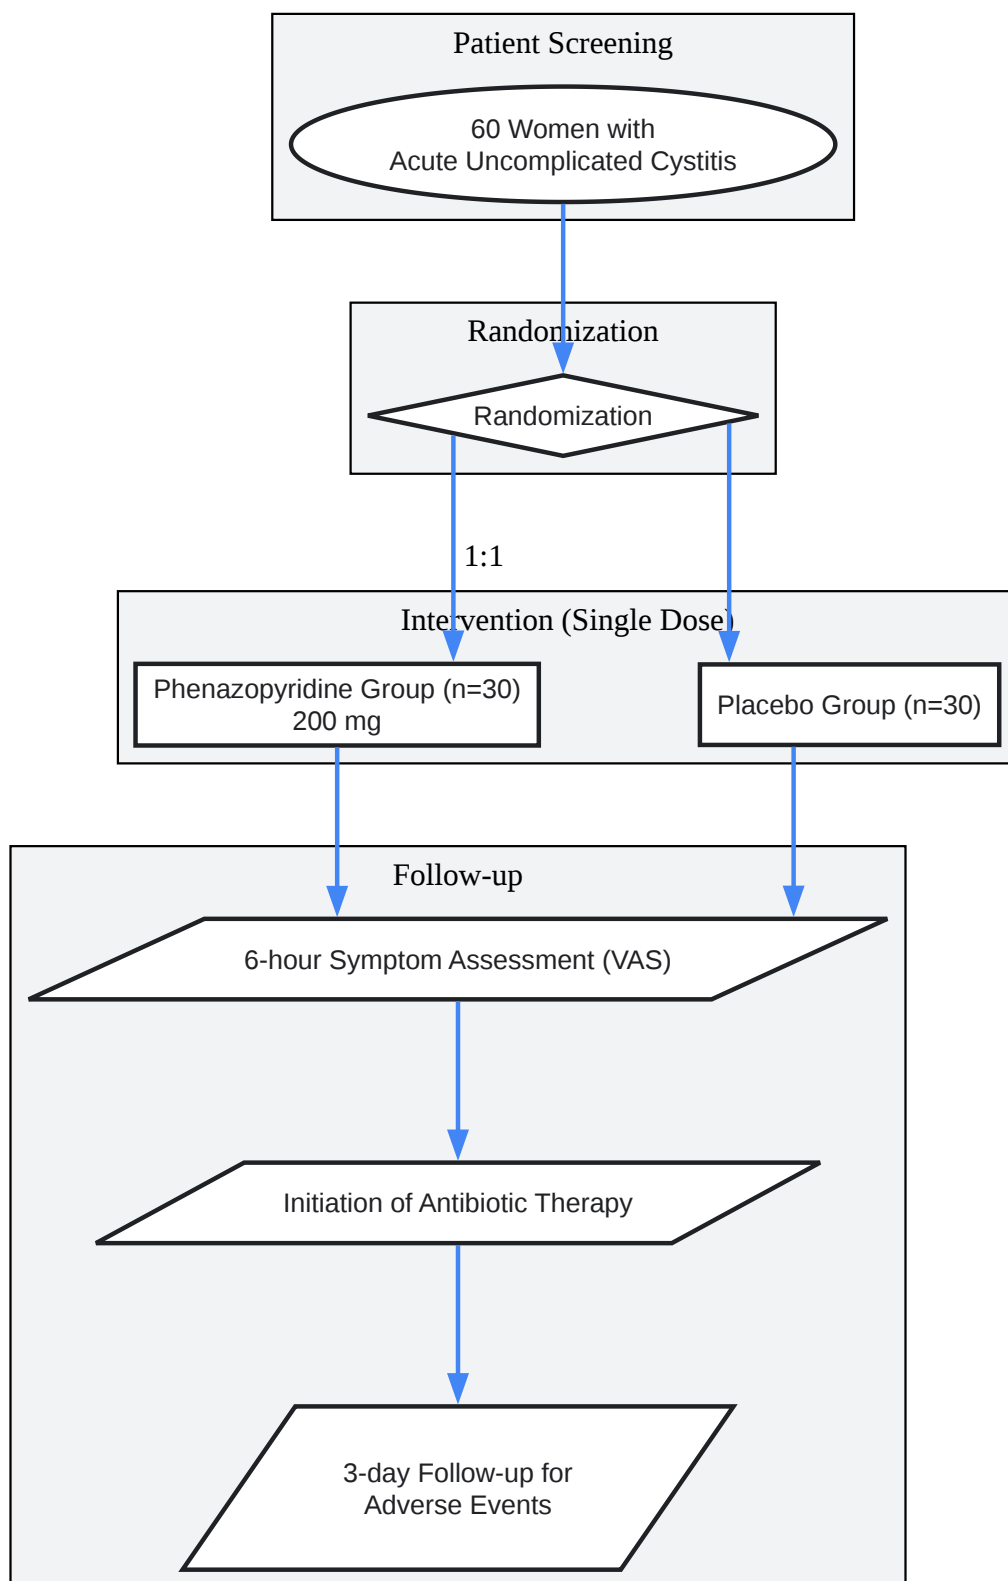 Patient Screening
60 Women with
Acute Uncomplicated Cystitis
Randomization
Randomization
1:1
Intervention (Single Dose)
Phenazopyridine Group (n=30)
200 mg
Placebo Group (n=30)
Follow-up
6-hour Symptom Assessment (VAS)
Initiation of Antibiotic Therapy
3-day Follow-up for
Adverse Events